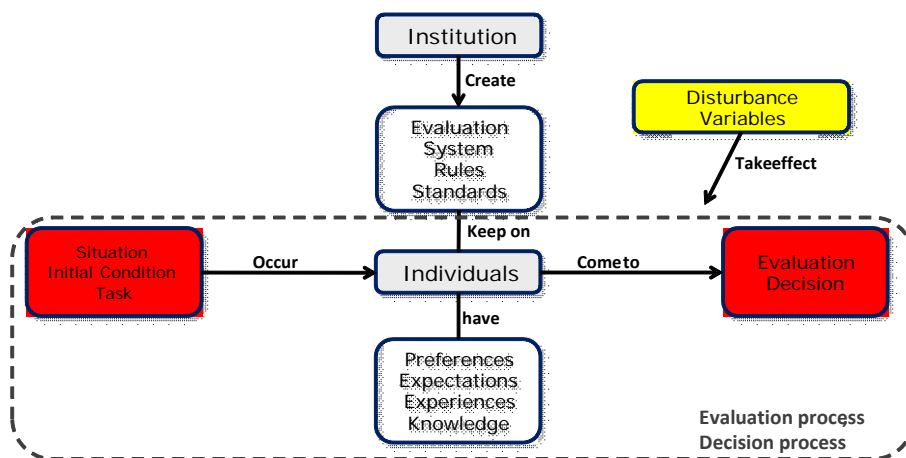 Institution
Create
Evaluation
System
Rules
Standards
Disturbance
Variables
Takeeffect
Keep on
Situation
Initial Condition
Task
Occur
Individuals
Cometo
Evaluation
Decision
have
Preferences
Expectations
Experiences
Knowledge
Evaluation process
Decision process